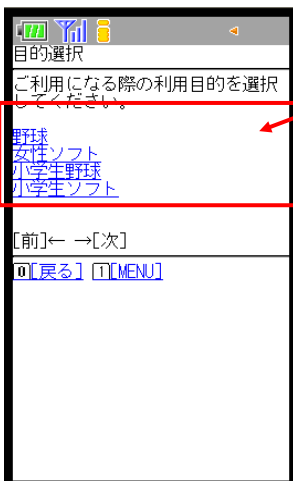 目的選択
ご利用になる際の利用目的を選択
してください。
野球
女性ソフト
小学生野球
小学生ソフト
[前]← →[次]
0[戻る] 1[MENU]